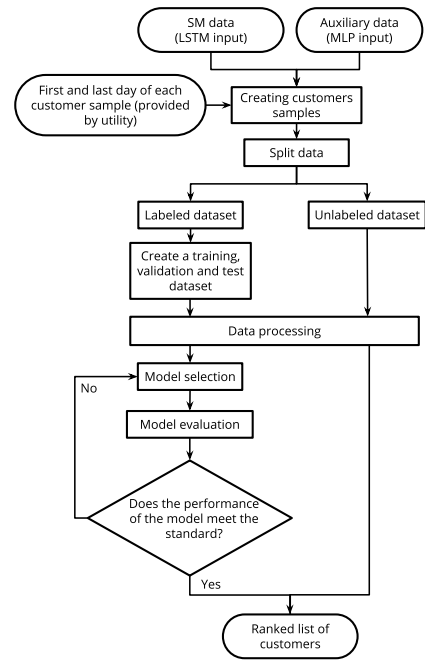 SM data
(LSTM input)
Auxiliary data
(MLP input)
First and last day of each
customer sample (provided
by utility)
Creating customers
samples
Split data
Labeled dataset
Unlabeled dataset
Create a training,
validation and test
dataset
Data processing
Model selection
No
Model evaluation
Does the performance
of the model meet the
standard?
Yes
Ranked list of
customers